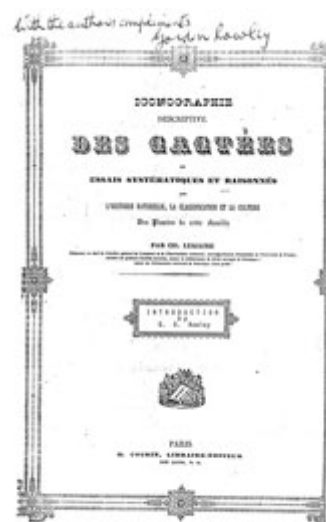 With the author's compliments
Gordon Rowley
ICONOGRAPHIE
DESCRIPTIVE
DES CACTÉES
OU
ESSAIS SYSTÉMATIQUES ET RAISONNÉS
SUR
L'HISTOIRE NATURELLE, LA CLASSIFICATION ET LA CULTURE
Des Plantes de cette famille
PAR CH. LEMAIRE
INTRODUCTION
by
G. D. Rowley
PARIS
H. COUSIN, LIBRAIRE-ÉDITEUR